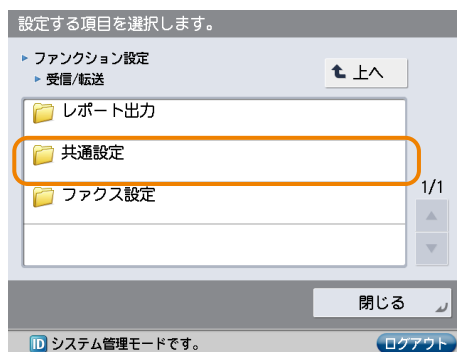 設定する項目を選択します。
ファンクション設定
受信/転送
上へ
レポート出力
共通設定
ファクス設定
1/1
閉じる
ID システム管理モードです。
ログアウト